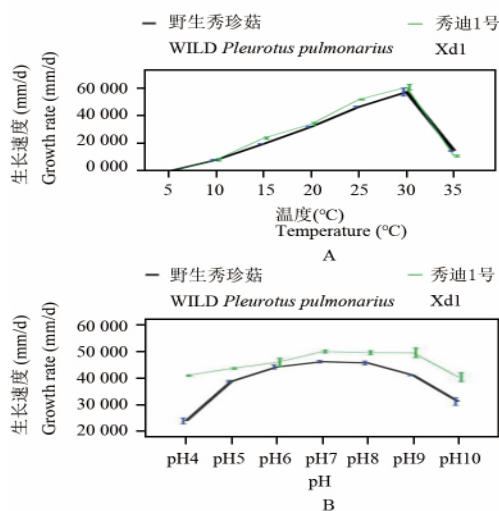 野生秀珍菇 秀迪1号
WILD Pleurotus pulmonarius Xd1
生长速度 (mm/d)
Growth rate (mm/d)
60 000
40 000
20 000
0 000
5 10 15 20 25 30 35
温度(°C)
Temperature (°C)
A
野生秀珍菇 秀迪1号
WILD Pleurotus pulmonarius Xd1
生长速度 (mm/d)
Growth rate (mm/d)
60 000
50 000
40 000
30 000
20 000
pH4 pH5 pH6 pH7 pH8 pH9 pH10
pH
B